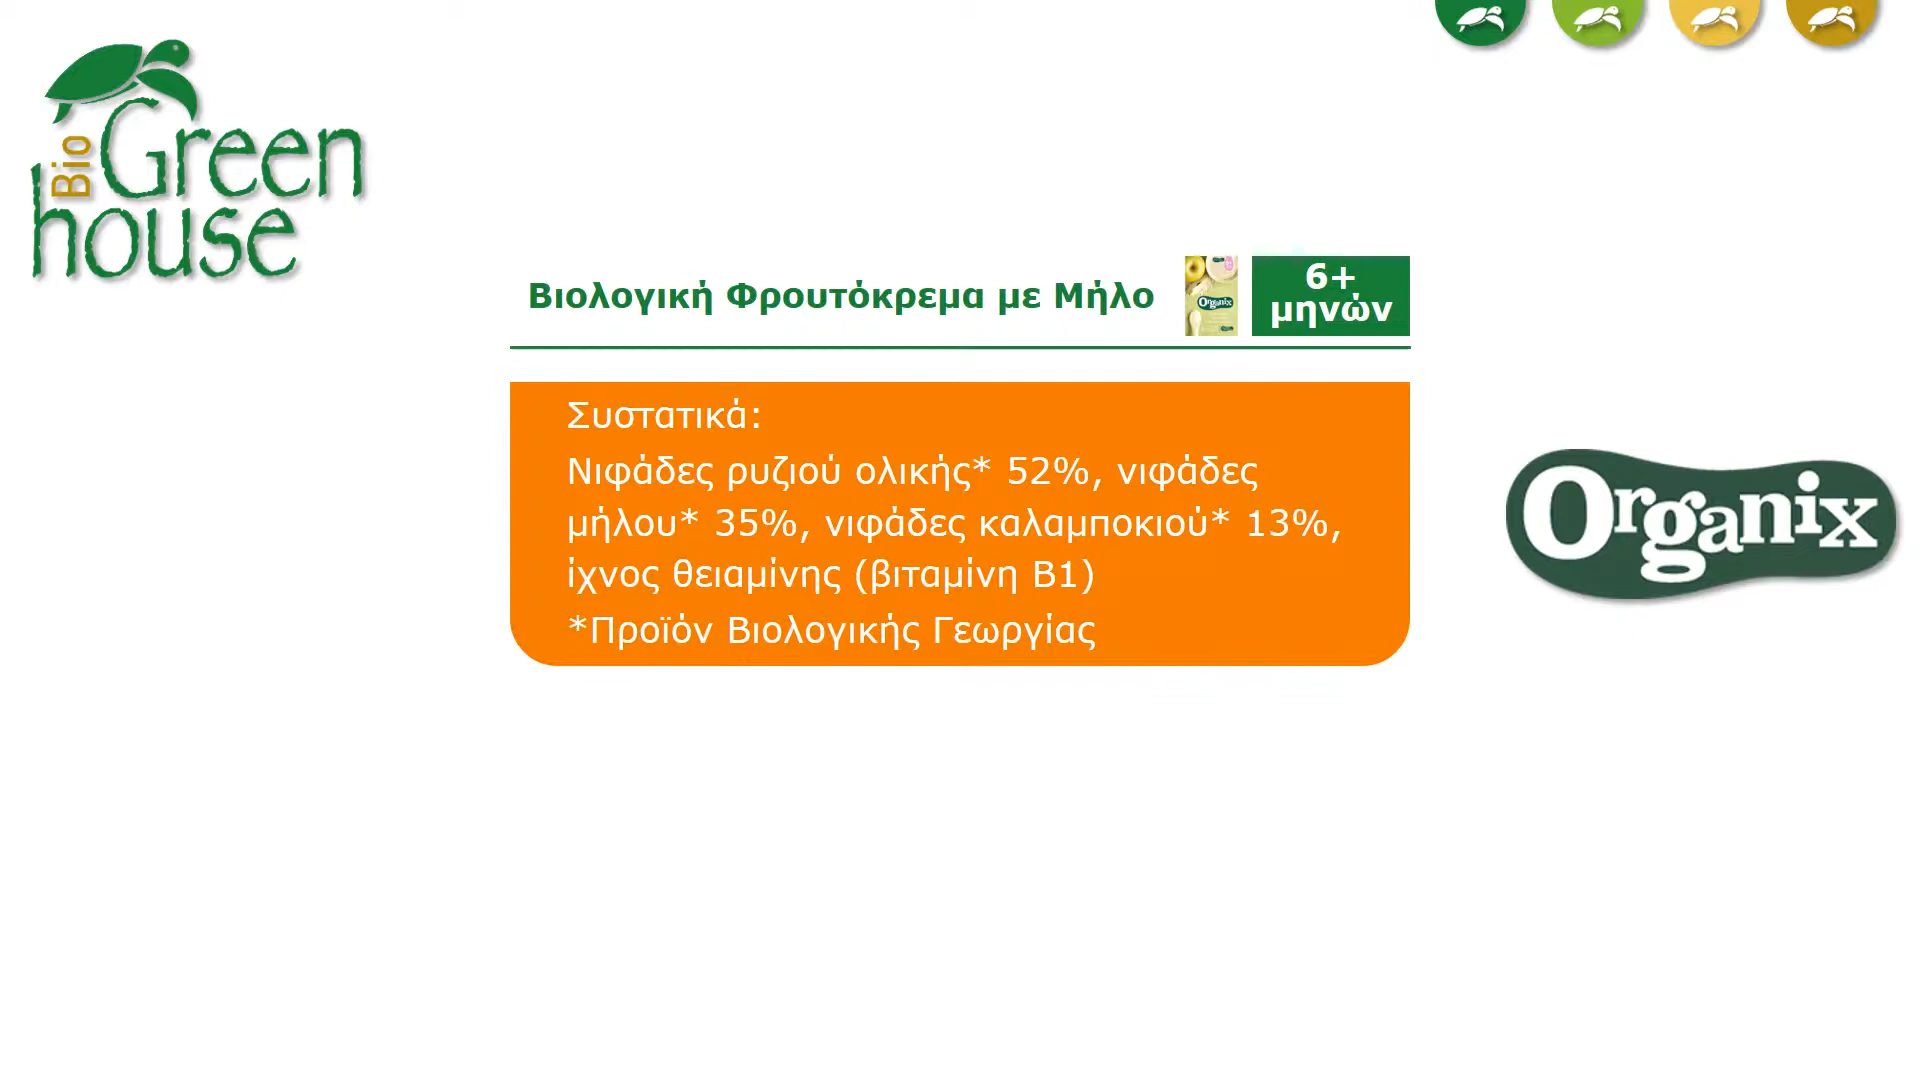 Bio Green
house
Βιολογική Φρουτόκρεμα με Μήλο
Organix
6+
μηνών
Συστατικά:
Νιφάδες ρυζιού ολικής* 52%, νιφάδες
μήλου* 35%, νιφάδες καλαμποκιού* 13%,
ίχνος θειαμίνης (βιταμίνη Β1)
*Προϊόν Βιολογικής Γεωργίας
Organix